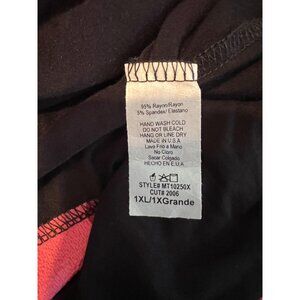 95% Rayon/Rayon
5% Spandex/ Elastano
HAND WASH COLD
DO NOT BLEACH
HANG OR LINE DRY
MADE IN U.S.A
Lava Frio a Mano
No Cloro
Sacar Colgado
HECHO EN E.U.A.
STYLE# MT10250X
CUT# 2006
1XL/1XGrande